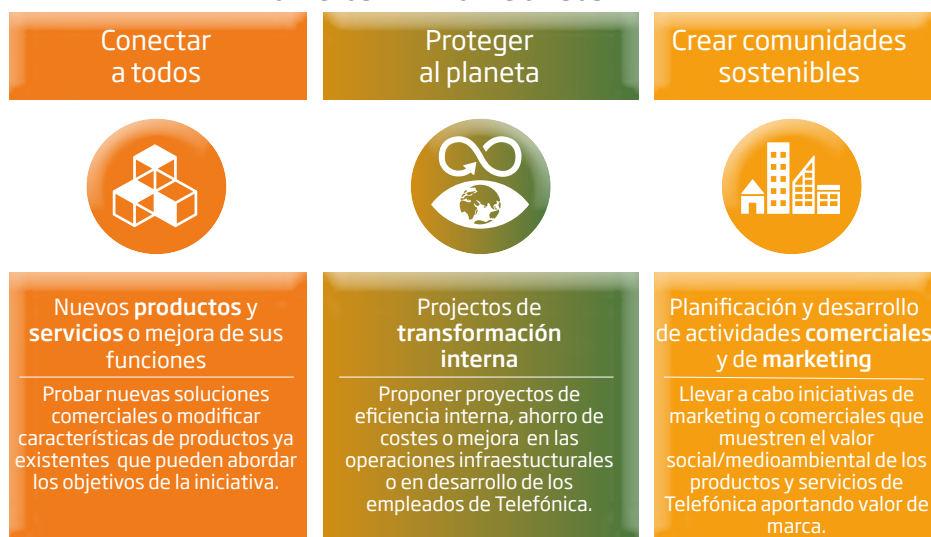 Conectar
a todos
Proteger
al planeta
Crear comunidades
sostenibles
Nuevos productos y
servicios o mejora de sus
funciones
Probar nuevas soluciones
comerciales o modificar
características de productos ya
existentes que pueden abordar
los objetivos de la iniciativa.
Projectos de
transformación
interna
Proponer proyectos de
eficiencia interna, ahorro de
costes o mejora en las
operaciones infraestucturales
o en desarrollo de los
empleados de Telefónica.
Planificación y desarrollo
de actividades comerciales
y de marketing
Llevar a cabo iniciativas de
marketing o comerciales que
muestren el valor
social/medioambiental de los
productos y servicios de
Telefónica aportando valor de
marca.